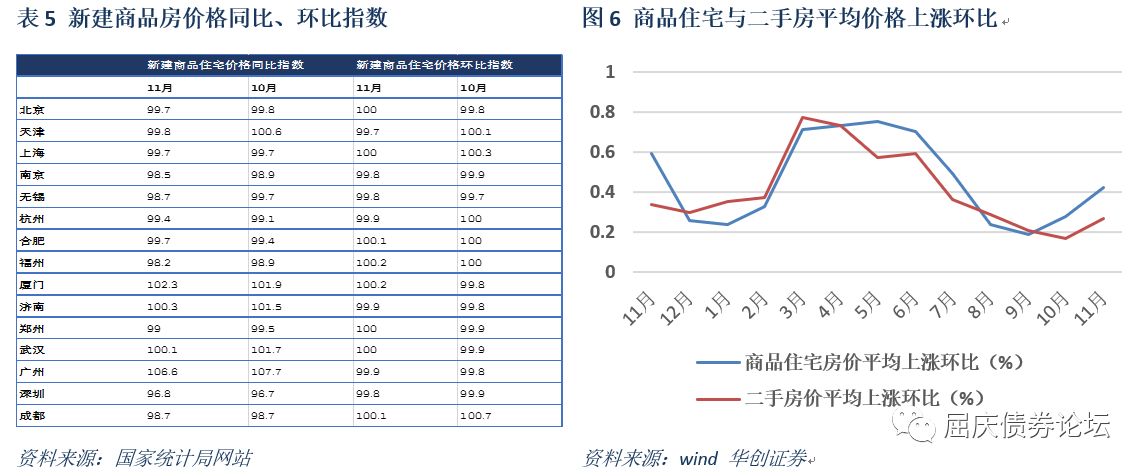 表 5 新建商品房价格同比、环比指数
新建商品住宅价格同比指数 新建商品住宅价格环比指数
11月 10月 11月 10月
北京 99.7 99.8 100 99.8
天津 99.8 100.6 99.7 100.1
上海 99.7 99.7 100 100.3
南京 98.5 98.9 99.8 99.9
无锡 98.7 99.7 99.8 99.7
杭州 99.4 99.1 99.9 100
合肥 99.7 99.4 100.1 100
福州 98.2 98.9 100.2 100
厦门 102.3 101.9 100.2 99.8
济南 100.3 101.5 99.9 99.8
郑州 99 99.5 100 99.9
武汉 100.1 101.7 100 99.9
广州 106.6 107.7 99.9 99.8
深圳 96.8 96.7 99.8 99.9
成都 98.7 98.7 100.1 100.7
资料来源：国家统计局网站
图 6 商品住宅与二手房平均价格上涨环比
1
0.8
0.6
0.4
0.2
0
11月 12月 1月 2月 3月 4月 5月 6月 7月 8月 9月 10月 11月
商品住宅房价平均上涨环比（%）
二手房价平均上涨环比（%）
屈庆债券论坛
资料来源：wind 华创证券